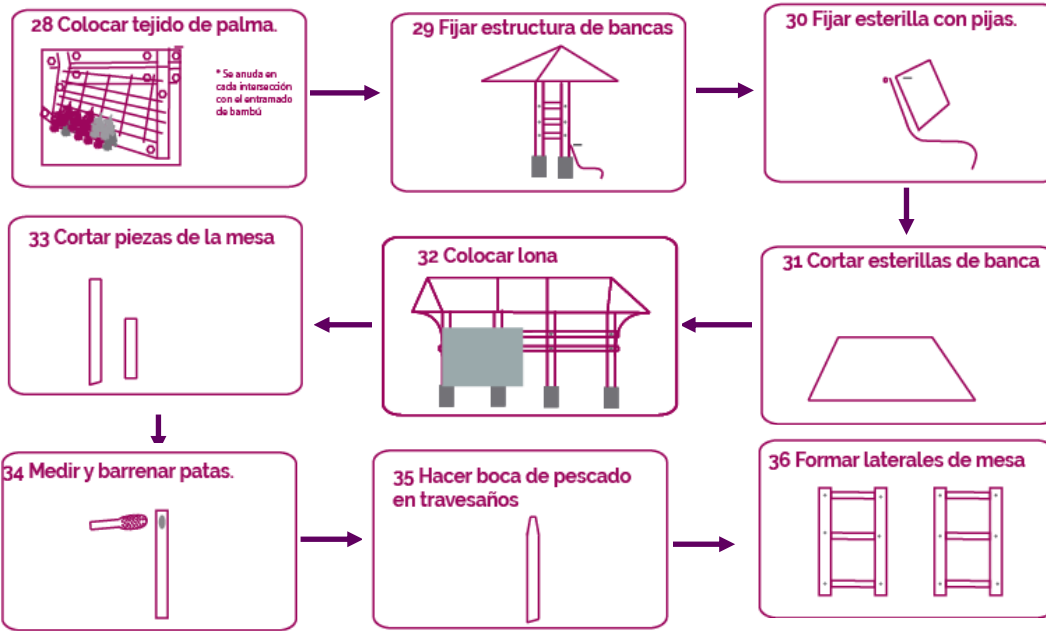 28 Colocar tejido de palma.
* Se anuda en
cada intersección
con el entramado
de bambú
29 Fijar estructura de bancas
30 Fijar esterilla con pijas.
31 Cortar esterillas de banca
32 Colocar lona
33 Cortar piezas de la mesa
34 Medir y barrenar patas.
35 Hacer boca de pescado
en travesaños
36 Formar laterales de mesa